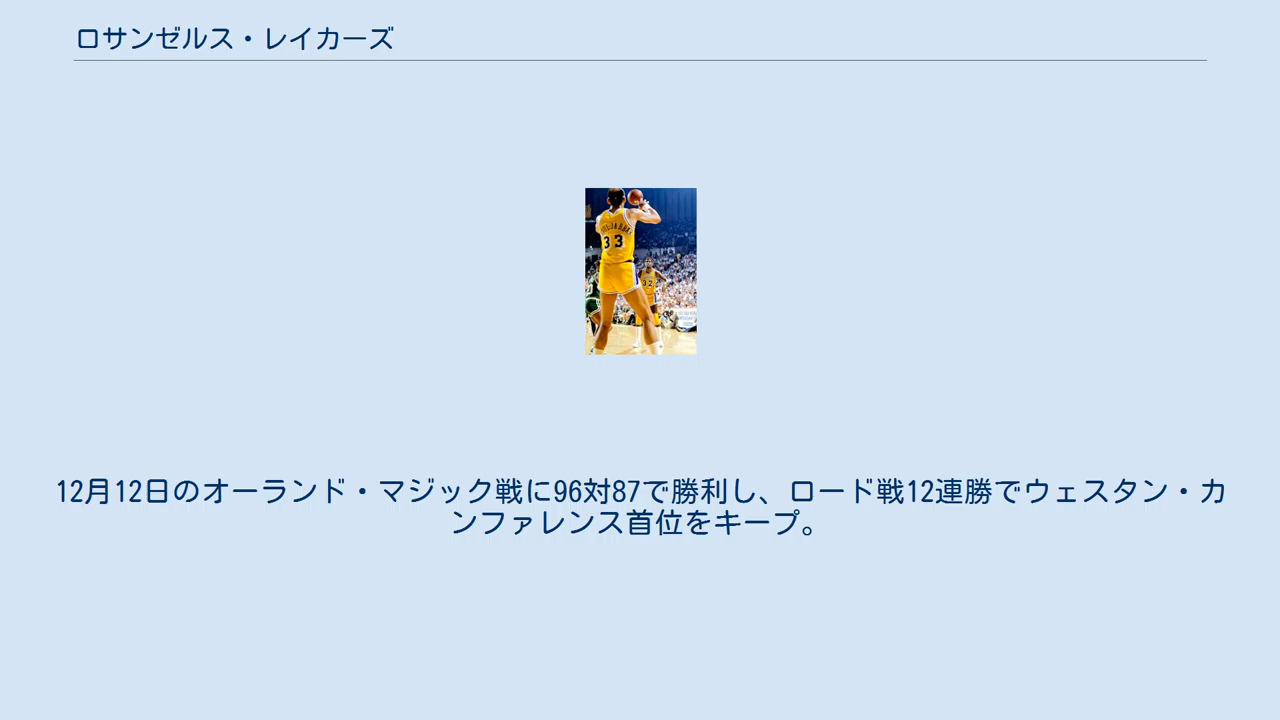 ロサンゼルス・レイカーズ
33
32
12月12日のオーランド・マジック戦に96対87で勝利し、ロード戦12連勝でウェスタン・カ
ンファレンス首位をキープ。